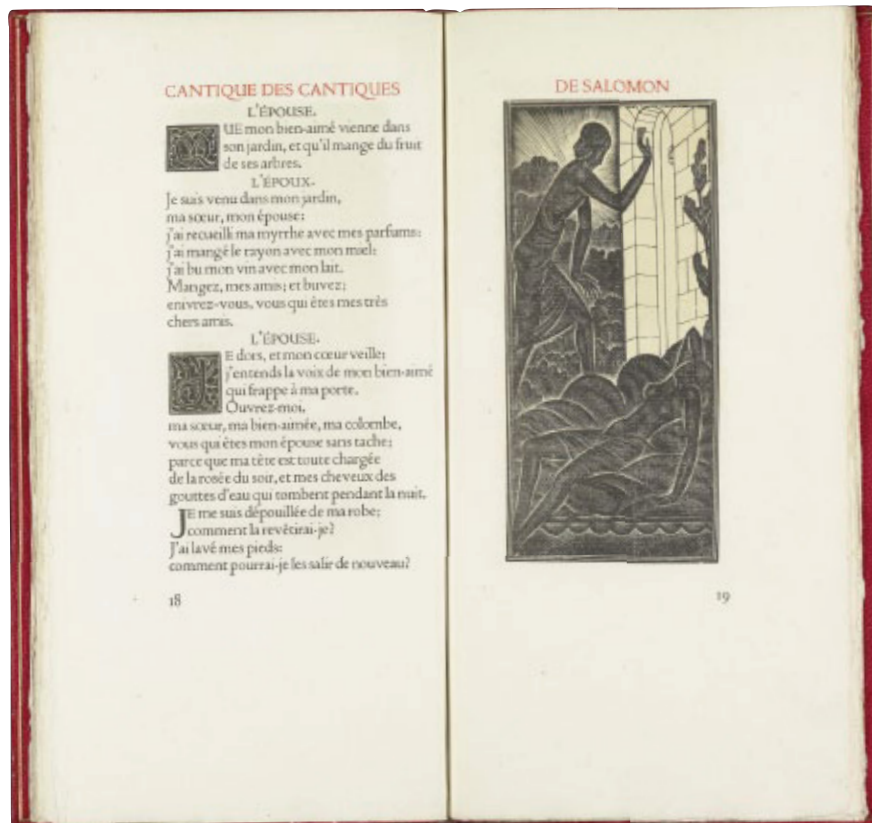 CANTIQUE DES CANTIQUES
L'ÉPOUSE.
QUE mon bien-aimé vienne dans
son jardin, et qu'il mange du fruit
de ses arbres.
L'ÉPOUX.
Je suis venu dans mon jardin,
ma sœur, mon épouse:
j'ai recueilli ma myrrhe avec mes parfums:
j'ai mangé le rayon avec mon miel:
j'ai bu mon vin avec mon lait.
Mangez, mes amis; et buvez;
enivrez-vous, vous qui êtes mes très
chers amis.
L'ÉPOUSE.
JE dors, et mon cœur veille:
j'entends la voix de mon bien-aimé
qui frappe à ma porte.
Ouvrez-moi,
ma sœur, ma bien-aimée, ma colombe,
vous qui êtes mon épouse sans tache;
parce que ma tête est toute chargée
de la rosée du soir, et mes cheveux des
gouttes d'eau qui tombent pendant la nuit.
JE me suis dépouillée de ma robe;
comment la revêtirai-je?
J'ai lavé mes pieds:
comment pourrai-je les salir de nouveau?
18
DE SALOMON
19